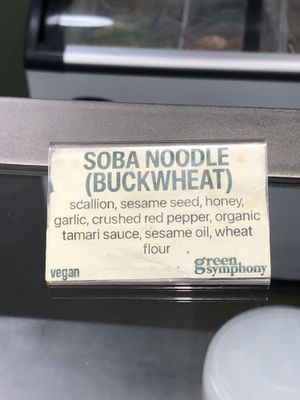 SOBA NOODLE
(BUCKWHEAT)
scallion, sesame seed, honey,
garlic, crushed red pepper, organic
tamari sauce, sesame oil, wheat
flour
vegan
green
symphony